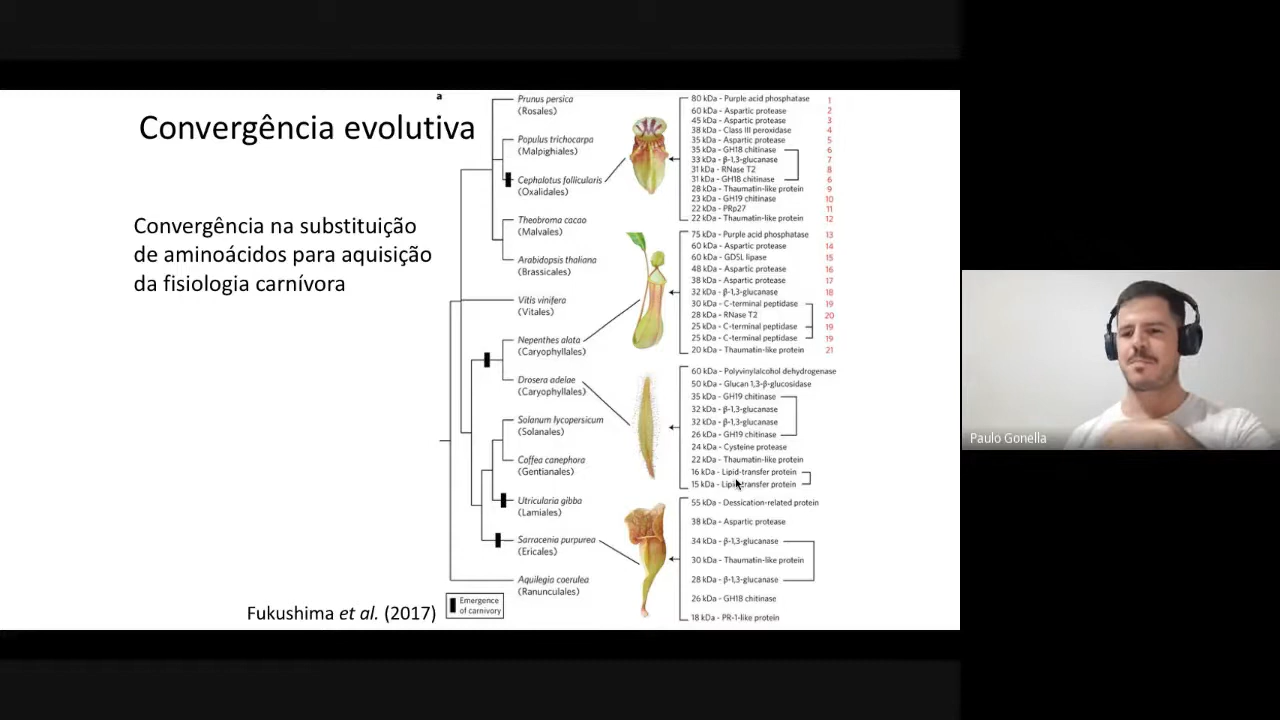 a
Convergência evolutiva
Convergência na substituição
de aminoácidos para aquisição
da fisiologia carnívora
Fukushima et al. (2017)
Prunus persica
(Rosales)
Populus trichocarpa
(Malpighiales)
Cephalotus follicularis
(Oxalidales)
Theobroma cacao
(Malvales)
Arabidopsis thaliana
(Brassicales)
Vitis vinifera
(Vitales)
Nepenthes alata
(Caryophyllales)
Drosera adelae
(Caryophyllales)
Solanum lycopersicum
(Solanales)
Coffea canephora
(Gentianales)
Utricularia gibba
(Lamiales)
Sarracenia purpurea
(Ericales)
Aquilegia coerulea
(Ranunculales)
Emergence
of carnivory
80 kDa - Purple acid phosphatase 1
60 kDa - Aspartic protease 2
45 kDa - Aspartic protease 3
38 kDa - Class III peroxidase 4
35 kDa - Aspartic protease 5
35 kDa - GH18 chitinase 6
33 kDa - β-1,3-glucanase 7
31 kDa - RNase T2 8
31 kDa - GH18 chitinase 6
28 kDa - Thaumatin-like protein 9
23 kDa - GH19 chitinase 10
22 kDa - PRp27 11
22 kDa - Thaumatin-like protein 12
75 kDa - Purple acid phosphatase 13
60 kDa - Aspartic protease 14
60 kDa - GDSL lipase 15
48 kDa - Aspartic protease 16
38 kDa - Aspartic protease 17
32 kDa - β-1,3-glucanase 18
30 kDa - C-terminal peptidase 19
28 kDa - RNase T2 20
25 kDa - C-terminal peptidase 19
25 kDa - C-terminal peptidase 19
20 kDa - Thaumatin-like protein 21
60 kDa - Polyvinylalcohol dehydrogenase
50 kDa - Glucan 1,3-β-glucosidase
35 kDa - GH19 chitinase
32 kDa - β-1,3-glucanase
32 kDa - β-1,3-glucanase
26 kDa - GH19 chitinase
24 kDa - Cysteine protease
22 kDa - Thaumatin-like protein
16 kDa - Lipid-transfer protein
15 kDa - Lipid-transfer protein
55 kDa - Dessication-related protein
38 kDa - Aspartic protease
34 kDa - β-1,3-glucanase
30 kDa - Thaumatin-like protein
28 kDa - β-1,3-glucanase
26 kDa - GH18 chitinase
18 kDa - PR-1-like protein
Paulo Gonella